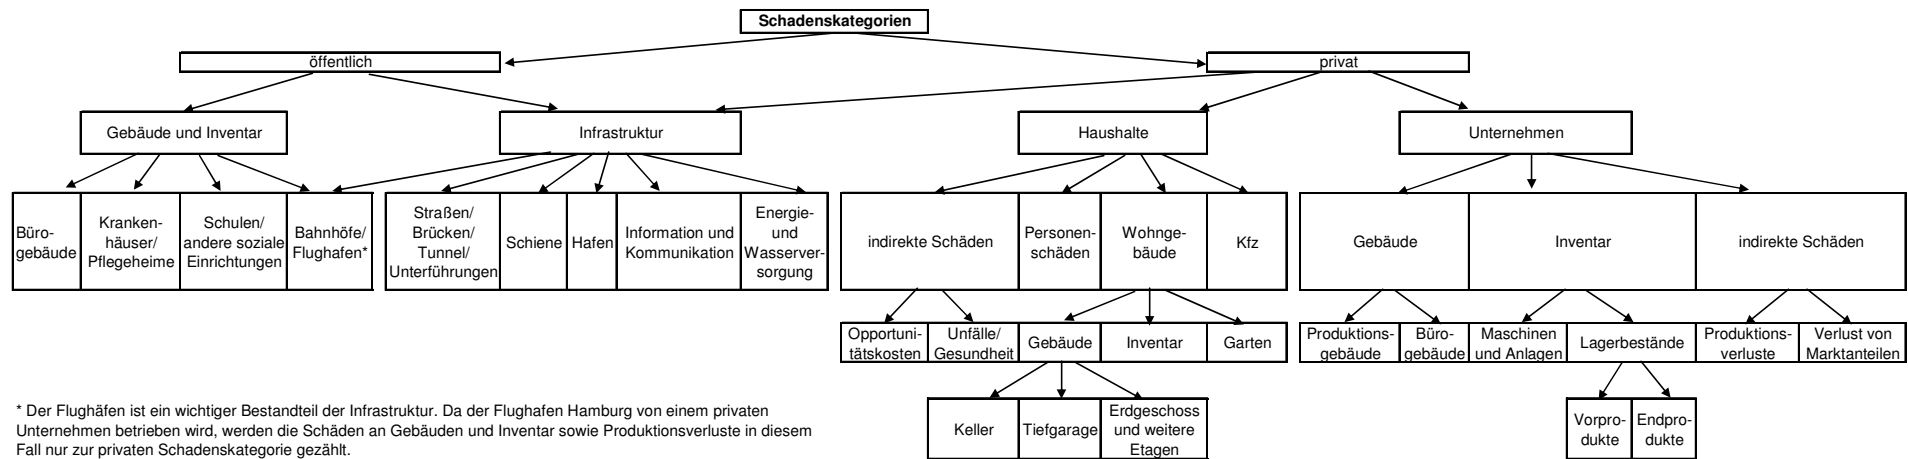 Schadenskategorien
öffentlich
privat
Gebäude und Inventar
Infrastruktur
Haushalte
Unternehmen
Büro-
gebäude
Kranken-
häuser/
Pflegeheime
Schulen/
andere soziale
Einrichtungen
Bahnhöfe/
Flughafen*
Straßen/
Brücken/
Tunnel/
Unterführungen
Schiene
Hafen
Information und
Kommunikation
Energie-
und
Wasserver-
sorgung
indirekte Schäden
Personen-
schäden
Wohnge-
bäude
Kfz
Gebäude
Inventar
indirekte Schäden
Opportuni-
tätskosten
Unfälle/
Gesundheit
Gebäude
Inventar
Garten
Produktions-
gebäude
Büro-
gebäude
Maschinen
und Anlagen
Lagerbestände
Produktions-
verluste
Verlust von
Marktanteilen
Keller
Tiefgarage
Erdgeschoss
und weitere
Etagen
Vorpro-
dukte
Endpro-
dukte
* Der Flughäfen ist ein wichtiger Bestandteil der Infrastruktur. Da der Flughafen Hamburg von einem privaten
Unternehmen betrieben wird, werden die Schäden an Gebäuden und Inventar sowie Produktionsverluste in diesem
Fall nur zur privaten Schadenskategorie gezählt.